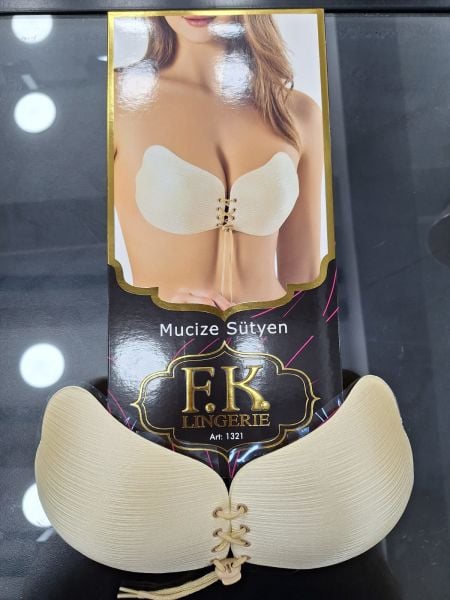 Mucize Sütyen
F.K.
LINGERIE
Art: 1321